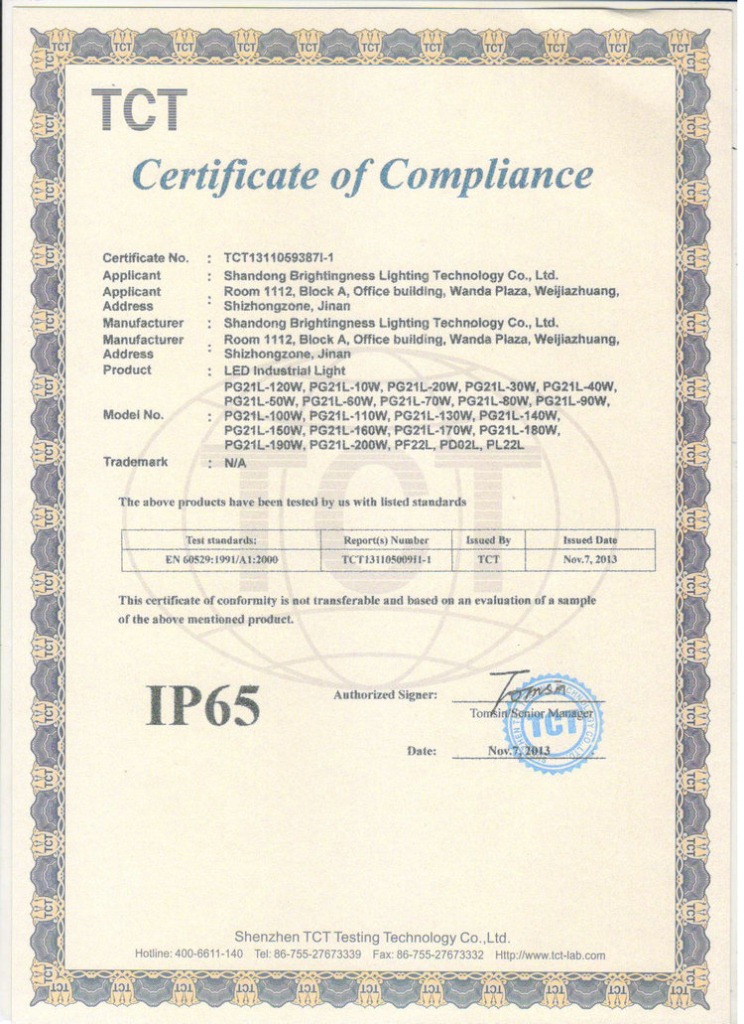 TCT
Certificate of Compliance
Certificate No. : TCT1311059387I-1
Applicant : Shandong Brightingness Lighting Technology Co., Ltd.
Applicant Address : Room 1112, Block A, Office building, Wanda Plaza, Weijiazhuang,
Shizhongzone, Jinan
Manufacturer : Shandong Brightingness Lighting Technology Co., Ltd.
Manufacturer Address : Room 1112, Block A, Office building, Wanda Plaza, Weijiazhuang,
Shizhongzone, Jinan
Product : LED Industrial Light
Model No. : PG21L-120W, PG21L-10W, PG21L-20W, PG21L-30W, PG21L-40W,
PG21L-50W, PG21L-60W, PG21L-70W, PG21L-80W, PG21L-90W,
PG21L-100W, PG21L-110W, PG21L-130W, PG21L-140W,
PG21L-150W, PG21L-160W, PG21L-170W, PG21L-180W,
PG21L-190W, PG21L-200W, PF22L, PD02L, PL22L
Trademark : N/A
The above products have been tested by us with listed standards
Test standards: Report(s) Number Issued By Issued Date
EN 60529:1991/A1:2000 TCT131105009I1-1 TCT Nov.7, 2013
This certificate of conformity is not transferable and based on an evaluation of a sample
of the above mentioned product.
IP65
Authorized Signer: Tomsin
Tomsin/Senior Manager
TCT
Date: Nov.7, 2013
Shenzhen TCT Testing Technology Co.,Ltd.
Hotline: 400-6611-140 Tel: 86-755-27673339 Fax: 86-755-27673332 Http://www.tct-lab.com